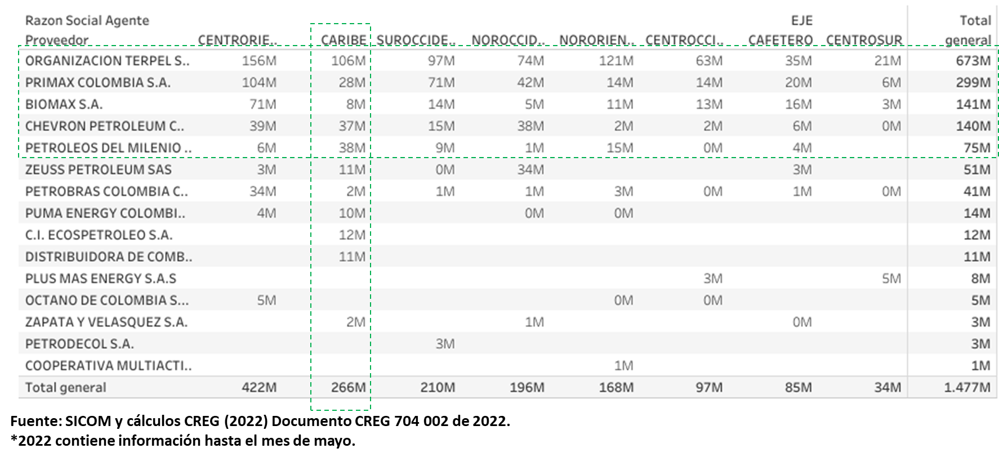 Razon Social Agente EJE Total
Proveedor CENTRORIE.. CARIBE SUROCCIDE.. NOROCCID.. NORORIEN.. CENTROCCI.. CAFETERO CENTROSUR general
ORGANIZACION TERPEL S.. 156M 106M 97M 74M 121M 63M 35M 21M 673M
PRIMAX COLOMBIA S.A. 104M 28M 71M 42M 14M 14M 20M 6M 299M
BIOMAX S.A. 71M 8M 14M 5M 11M 13M 16M 3M 141M
CHEVRON PETROLEUM C.. 39M 37M 15M 38M 2M 2M 6M 0M 140M
PETROLEOS DEL MILENIO .. 6M 38M 9M 1M 15M 0M 4M 75M
ZEUSS PETROLEUM SAS 3M 11M 0M 34M 3M 51M
PETROBRAS COLOMBIA C.. 34M 2M 1M 1M 3M 0M 1M 0M 41M
PUMA ENERGY COLOMBI.. 4M 10M 0M 0M 14M
C.I. ECOSPETROLEO S.A. 12M 12M
DISTRIBUIDORA DE COMB.. 11M 11M
PLUS MAS ENERGY S.A.S 3M 5M 8M
OCTANO DE COLOMBIA S... 5M 0M 0M 5M
ZAPATA Y VELASQUEZ S.A. 2M 1M 0M 3M
PETRODECOL S.A. 3M 3M
COOPERATIVA MULTIACTI.. 1M 1M
Total general 422M 266M 210M 196M 168M 97M 85M 34M 1.477M
Fuente: SICOM y cálculos CREG (2022) Documento CREG 704 002 de 2022.
*2022 contiene información hasta el mes de mayo.